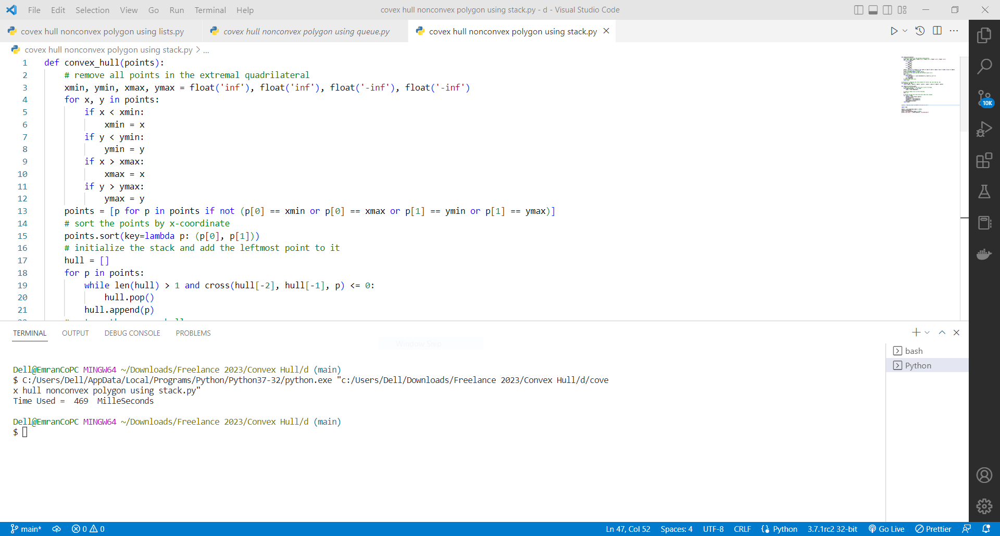 File Edit Selection View Go Run Terminal Help
covex hull nonconvex polygon using stack.py - d - Visual Studio Code
covex hull nonconvex polygon using lists.py
covex hull nonconvex polygon using queue.py
covex hull nonconvex polygon using stack.py
covex hull nonconvex polygon using stack.py > ...
1 def convex_hull(points):
2 # remove all points in the extremal quadrilateral
3 xmin, ymin, xmax, ymax = float('inf'), float('inf'), float('-inf'), float('-inf')
4 for x, y in points:
5 if x < xmin:
6 xmin = x
7 if y < ymin:
8 ymin = y
9 if x > xmax:
10 xmax = x
11 if y > ymax:
12 ymax = y
13 points = [p for p in points if not (p[0] == xmin or p[0] == xmax or p[1] == ymin or p[1] == ymax)]
14 # sort the points by x-coordinate
15 points.sort(key=lambda p: (p[0], p[1]))
16 # initialize the stack and add the leftmost point to it
17 hull = []
18 for p in points:
19 while len(hull) > 1 and cross(hull[-2], hull[-1], p) <= 0:
20 hull.pop()
21 hull.append(p)
10K
TERMINAL OUTPUT DEBUG CONSOLE PROBLEMS
Window Snip
bash
Python
Dell@EmranCoPC MINGW64 ~/Downloads/Freelance 2023/Convex Hull/d (main)
$ C:/Users/Dell/AppData/Local/Programs/Python/Python37-32/python.exe "c:/Users/Dell/Downloads/Freelance 2023/Convex Hull/d/cove
x hull nonconvex polygon using stack.py"
Time Used =  469  MilleSeconds
Dell@EmranCoPC MINGW64 ~/Downloads/Freelance 2023/Convex Hull/d (main)
$
main* 0 0 Ln 47, Col 52 Spaces: 4 UTF-8 CRLF Python 3.7.1rc2 32-bit Go Live Prettier